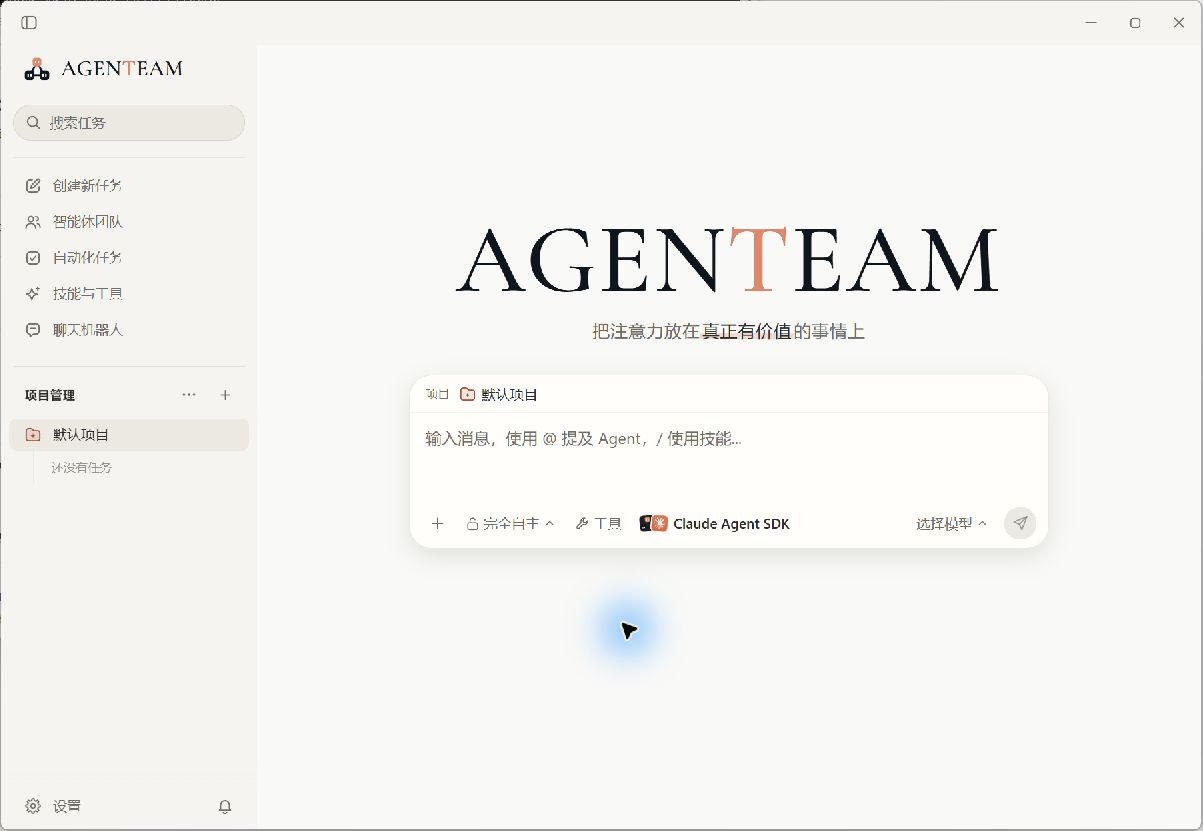 AGENTEAM
搜索任务
创建新任务
智能体团队
自动化任务
技能与工具
聊天机器人
项目管理
默认项目
还没有任务
设置
AGENTEAM
把注意力放在真正有价值的事情上
项目 默认项目
输入消息，使用 @ 提及 Agent，/ 使用技能...
完全自主 工具 Claude Agent SDK 选择模型